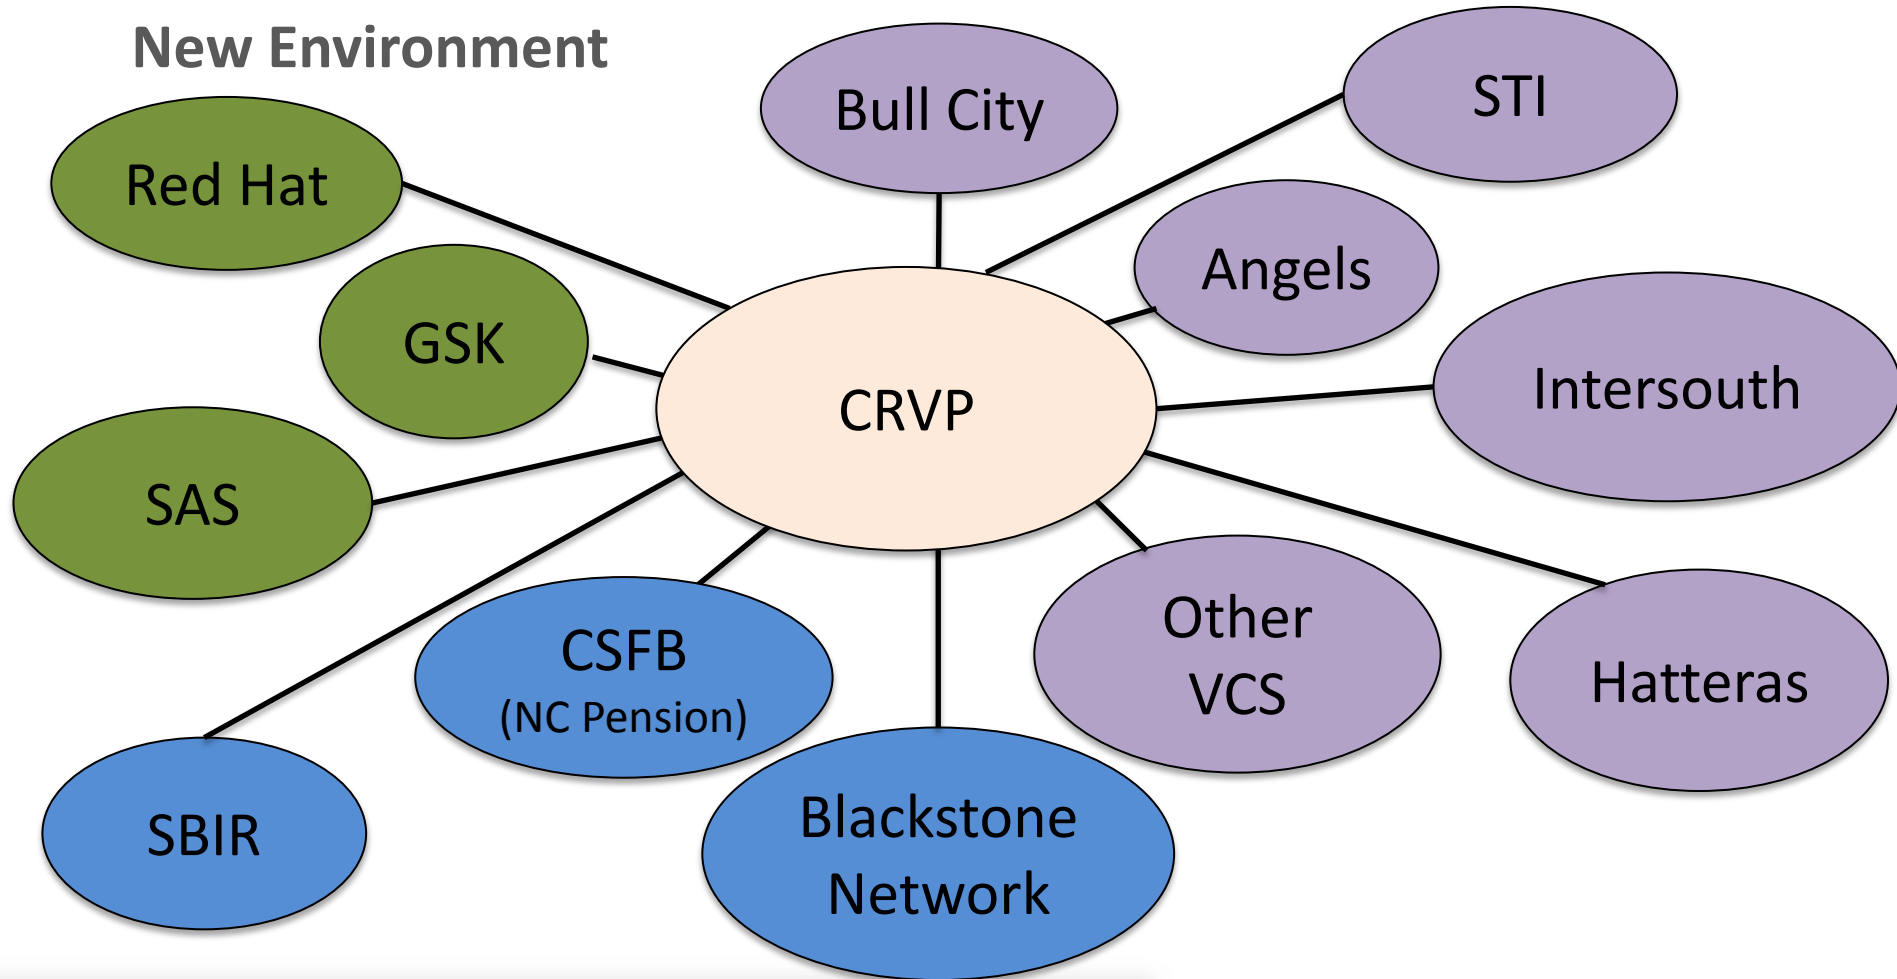 New Environment
Bull City
STI
Red Hat
Angels
GSK
Intersouth
CRVP
SAS
Other
VCS
CSFB
(NC Pension)
Hatteras
SBIR
Blackstone
Network